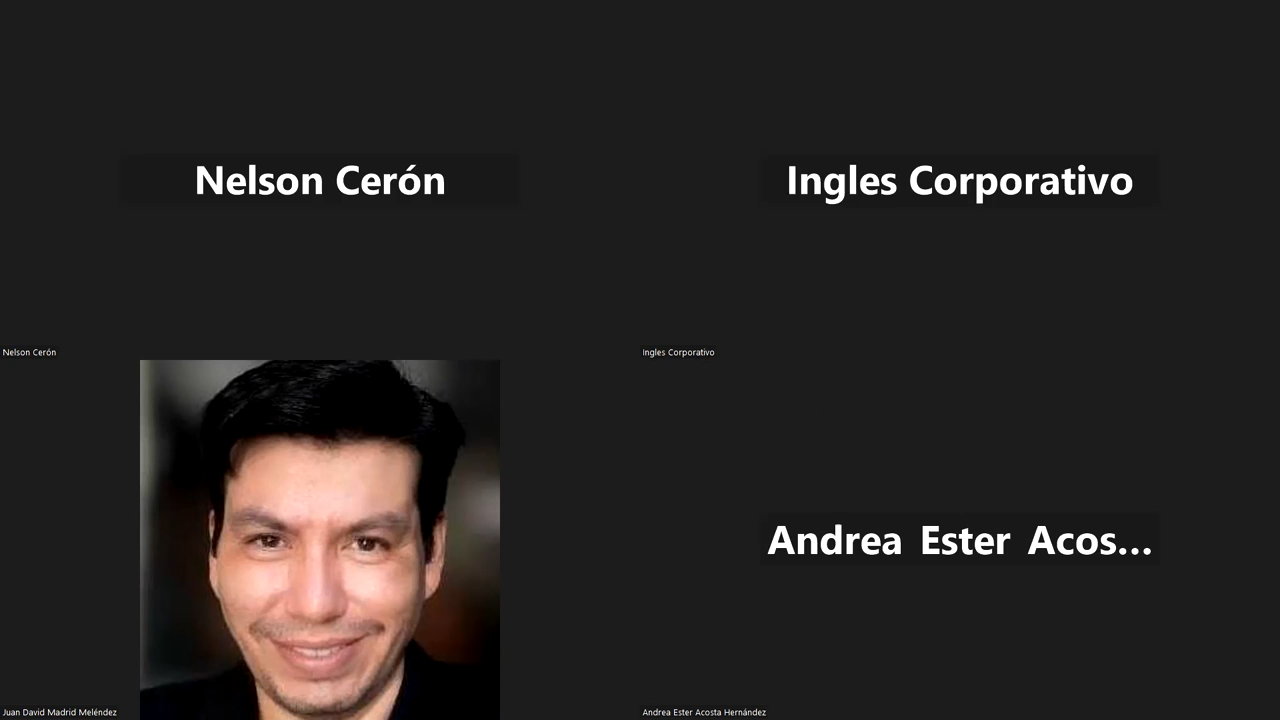 Nelson Cerón
Ingles Corporativo
Nelson Cerón
Ingles Corporativo
Andrea Ester Acos...
Juan David Madrid Meléndez
Andrea Ester Acosta Hernández